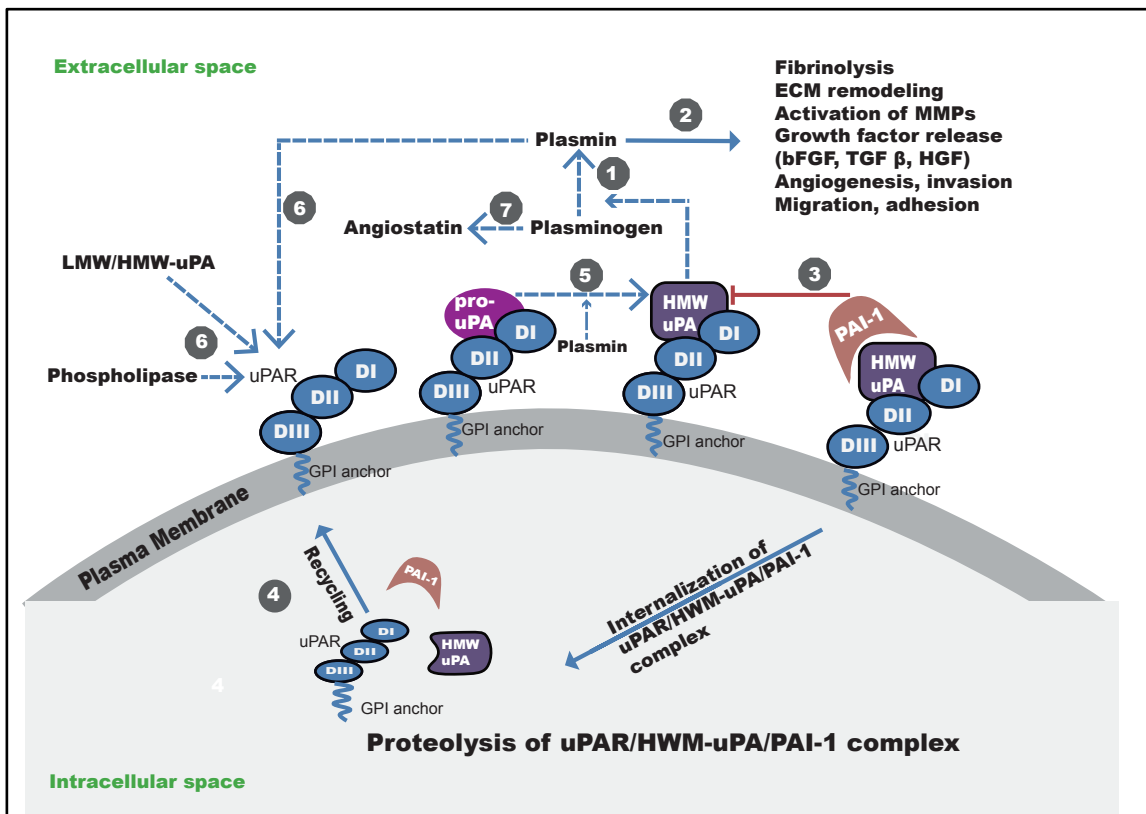 Extracellular space
Fibrinolysis
ECM remodeling
Activation of MMPs
Growth factor release
(bFGF, TGF β, HGF)
Angiogenesis, invasion
Migration, adhesion
2
Plasmin
1
6
7
Angiostatin
Plasminogen
LMW/HMW-uPA
5
3
pro-
uPA
DI
DII
DIII
uPAR
GPI anchor
Plasmin
HMW
uPA
DI
DII
DIII
uPAR
GPI anchor
PAI-1
HMW
uPA
DI
DII
DIII
uPAR
GPI anchor
6
Phospholipase
uPAR
DI
DII
DIII
GPI anchor
Plasma Membrane
Recycling
4
PAI-1
uPAR
DI
DII
DIII
HMW
uPA
GPI anchor
4
Internalization of
uPAR/HWM-uPA/PAI-1
complex
Proteolysis of uPAR/HWM-uPA/PAI-1 complex
Intracellular space